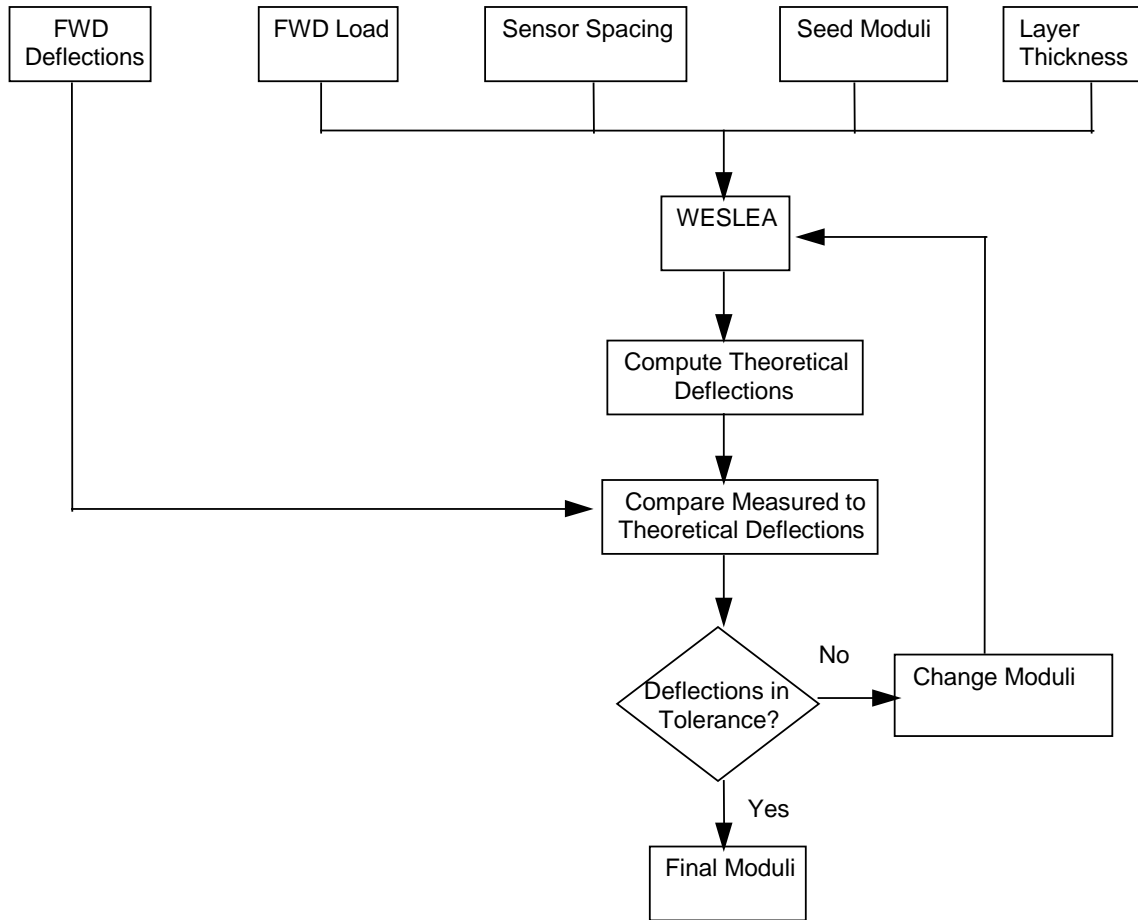 FWD
Deflections
FWD Load
Sensor Spacing
Seed Moduli
Layer
Thickness
WESLEA
Compute Theoretical
Deflections
Compare Measured to
Theoretical Deflections
Deflections in
Tolerance?
No
Change Moduli
Yes
Final Moduli